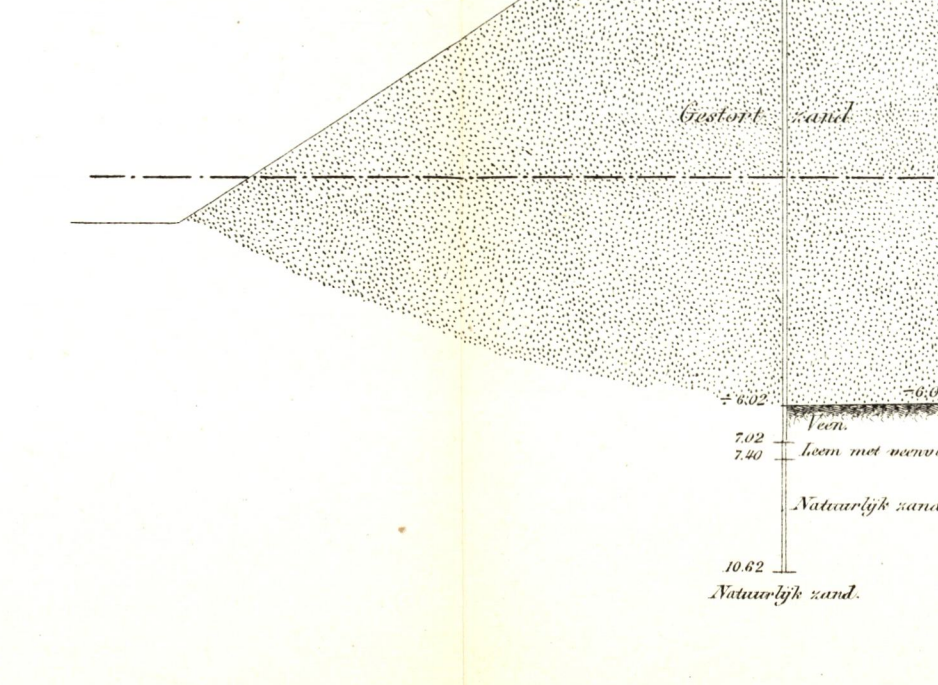 Gestort zand
÷ 6.02
Veen.
7.02
7.40
Leem met
Natuurlijk zand
10.62
Natuurlijk zand.